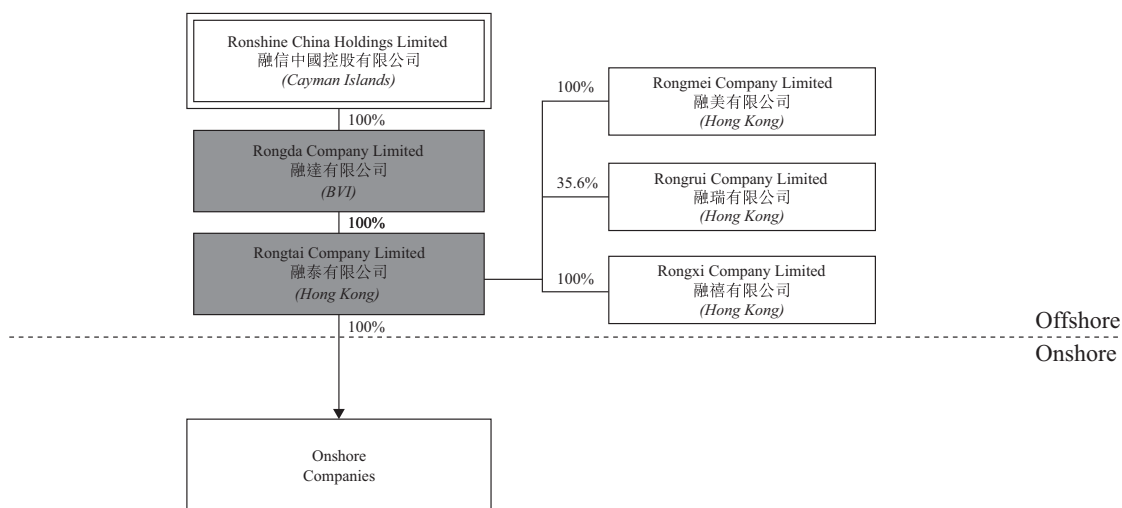 Ronshine China Holdings Limited
融信中國控股有限公司
(Cayman Islands)
100%
Rongda Company Limited
融達有限公司
(BVI)
100%
Rongtai Company Limited
融泰有限公司
(Hong Kong)
100%
Rongmei Company Limited
融美有限公司
(Hong Kong)
35.6%
Rongrui Company Limited
融瑞有限公司
(Hong Kong)
100%
Rongxi Company Limited
融禧有限公司
(Hong Kong)
100%
Offshore
Onshore
Onshore
Companies